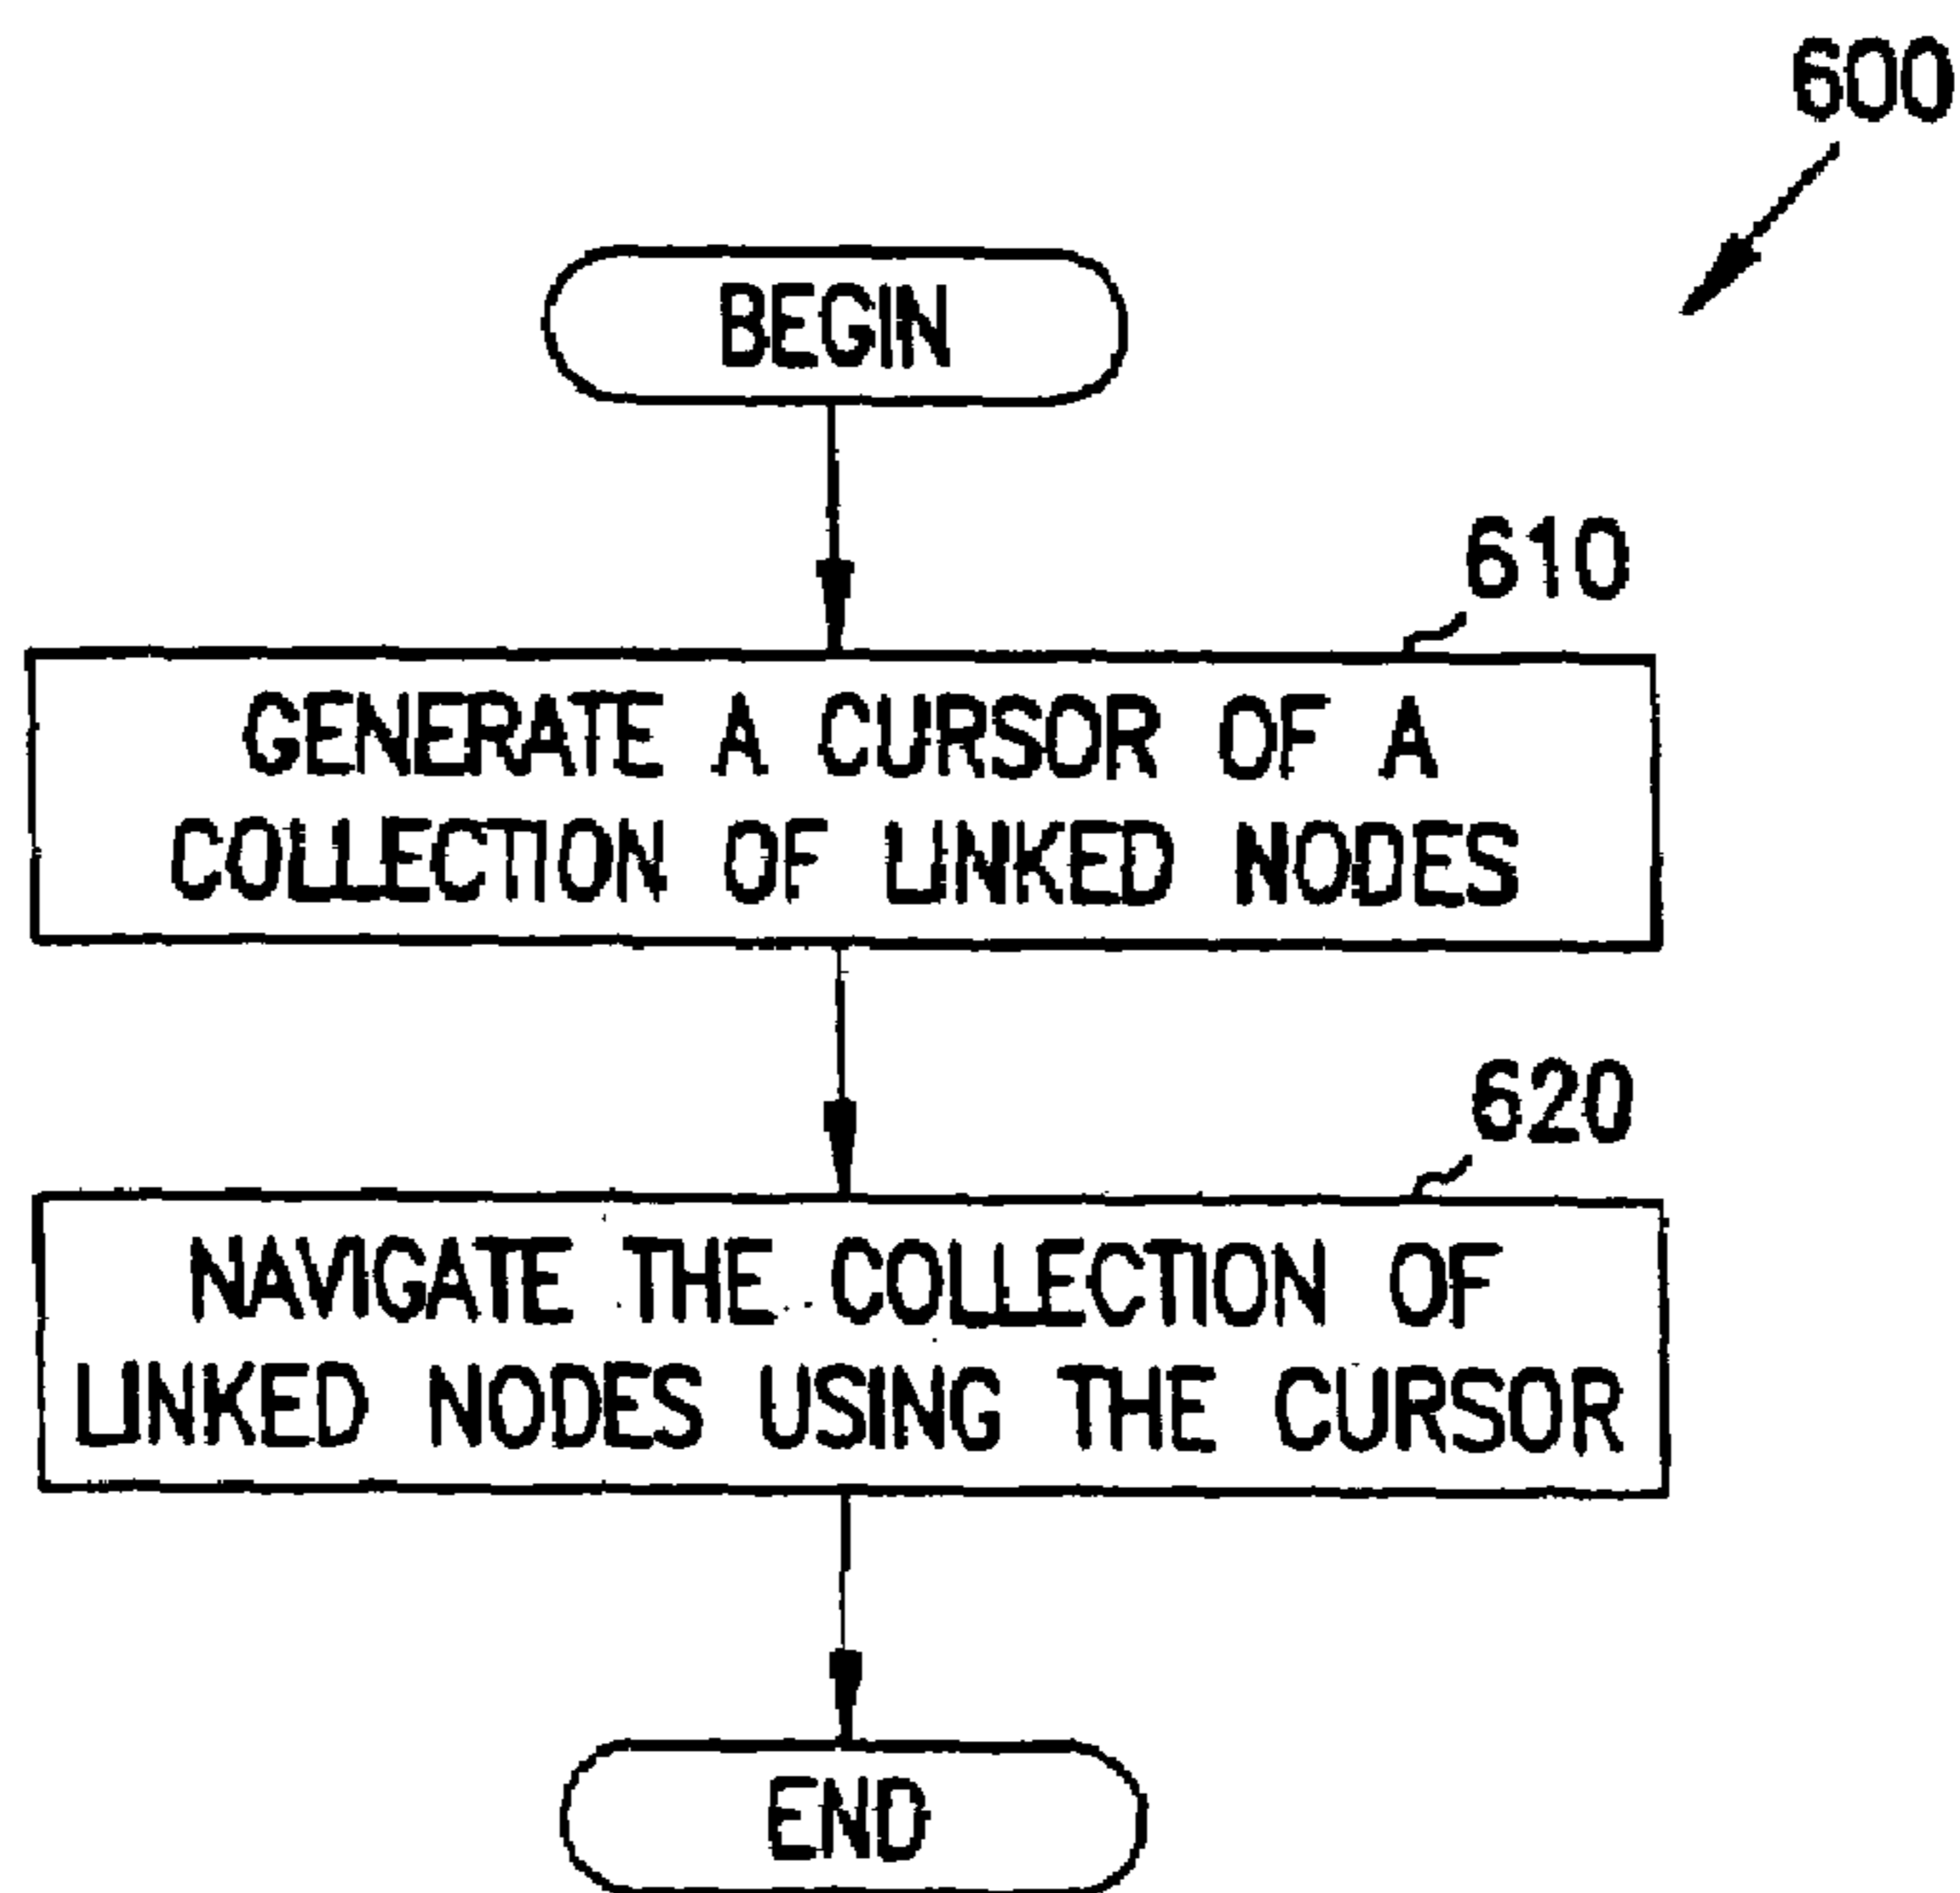 600
BEGIN
610
GENERATE A CURSOR OF A
COLLECTION OF LINKED NODES
620
NAVIGATE THE COLLECTION OF
LINKED NODES USING THE CURSOR
END